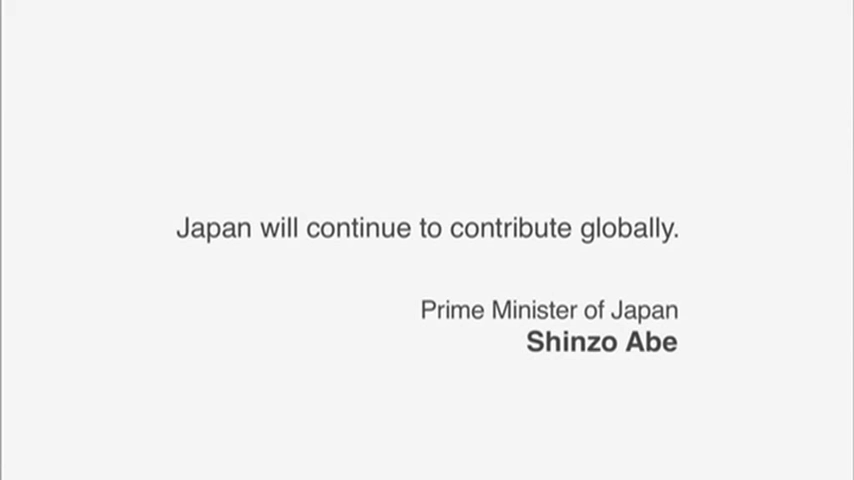 Japan will continue to contribute globally.
Prime Minister of Japan
Shinzo Abe